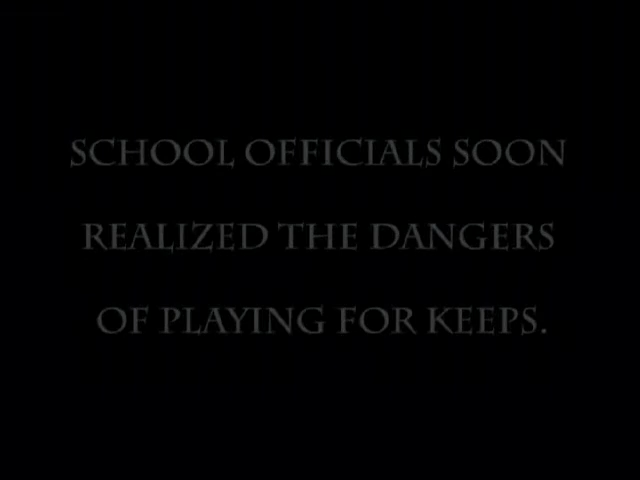 SCHOOL OFFICIALS SOON
REALIZED THE DANGERS
OF PLAYING FOR KEEPS.